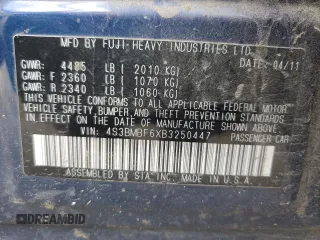 MFD BY FUJI HEAVY INDUSTRIES LTD.
GVWR: 4435 LB (2010 KG) 04/11
GAWR: F 2360 LB (1070 KG)
GAWR: R 2340 LB (1060 KG)
THIS VEHICLE CONFORMS TO ALL APPLICABLE
FEDERAL MOTOR VEHICLE SAFETY, BUMPER,
AND THEFT PREVENTION STANDARDS IN
EFFECT ON THE DATE OF MANUFACTURE
SHOWN ABOVE.
VIN: 4S3BMBF6XB3250447 PASSENGER CAR
ASSEMBLED BY SIA INC. MADE IN U.S.A.
DREAMBID